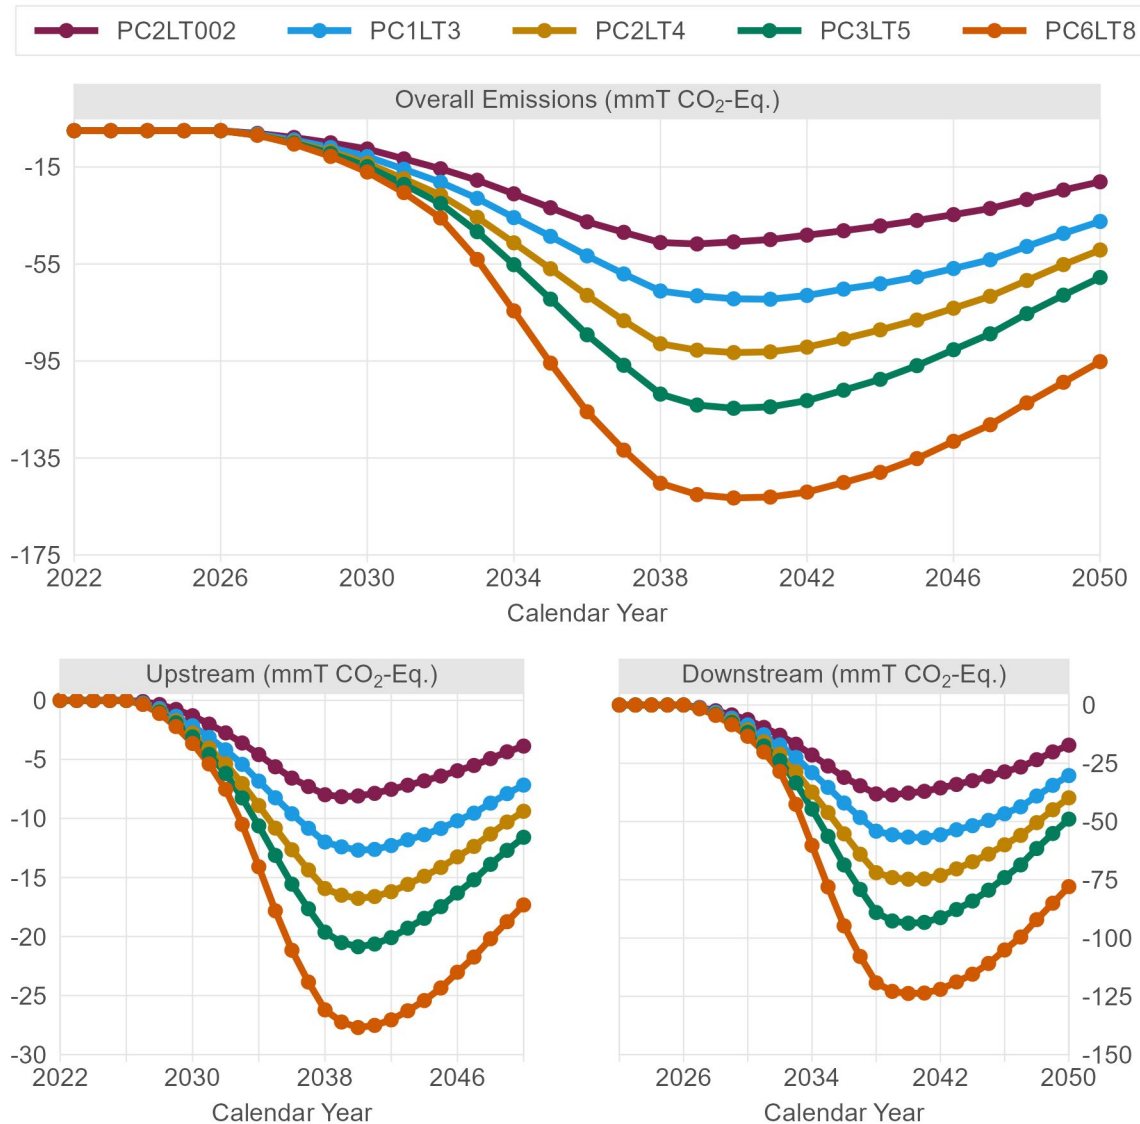 PC2LT002 PC1LT3 PC2LT4 PC3LT5 PC6LT8
Overall Emissions (mmT CO₂-Eq.)
-15
-55
-95
-135
-175
2022 2026 2030 2034 2038 2042 2046 2050
Calendar Year
Upstream (mmT CO₂-Eq.)
0
-5
-10
-15
-20
-25
-30
2022 2030 2038 2046
Calendar Year
Downstream (mmT CO₂-Eq.)
0
-25
-50
-75
-100
-125
-150
2026 2034 2042 2050
Calendar Year